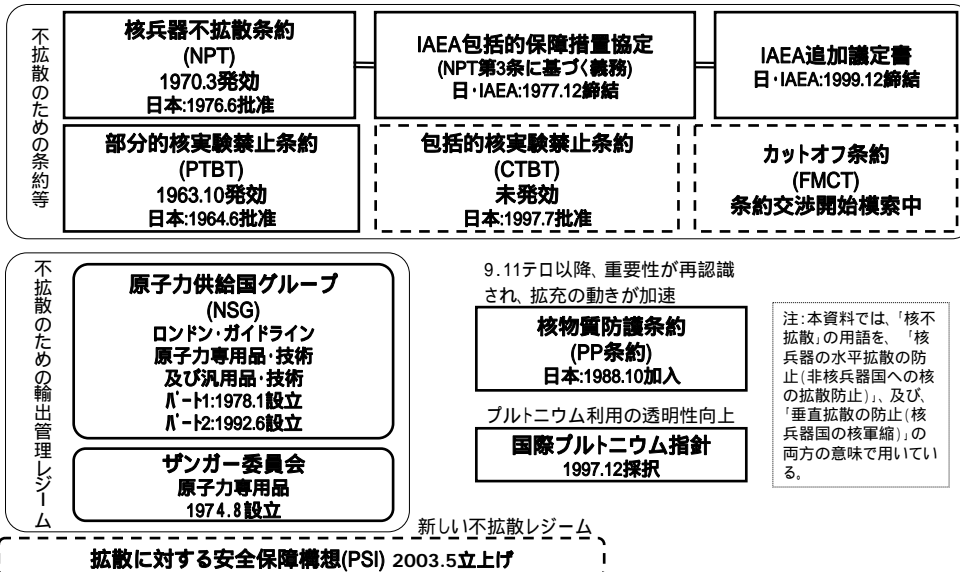 不拡散のための条約等
核兵器不拡散条約
(NPT)
1970.3発効
日本:1976.6批准
IAEA包括的保障措置協定
(NPT第3条に基づく義務)
日・IAEA:1977.12締結
IAEA追加議定書
日・IAEA:1999.12締結
部分的核実験禁止条約
(PTBT)
1963.10発効
日本:1964.6批准
包括的核実験禁止条約
(CTBT)
未発効
日本:1997.7批准
カットオフ条約
(FMCT)
条約交渉開始模索中
不拡散のための輸出管理レジーム
原子力供給国グループ
(NSG)
ロンドン・ガイドライン
原子力専用品・技術
及び汎用品・技術
パート1:1978.1設立
パート2:1992.6設立
ザンガー委員会
原子力専用品
1974.8設立
9.11テロ以降、重要性が再認識
され、拡充の動きが加速
核物質防護条約
(PP条約)
日本:1988.10加入
プルトニウム利用の透明性向上
国際プルトニウム指針
1997.12採択
注:本資料では、「核不
拡散」の用語を、「核
兵器の水平拡散の防
止(非核兵器国への核
の拡散防止)」、及び、
「垂直拡散の防止(核
兵器国の核軍縮)」の
両方の意味で用いてい
る。
新しい不拡散レジーム
拡散に対する安全保障構想(PSI) 2003.5立上げ